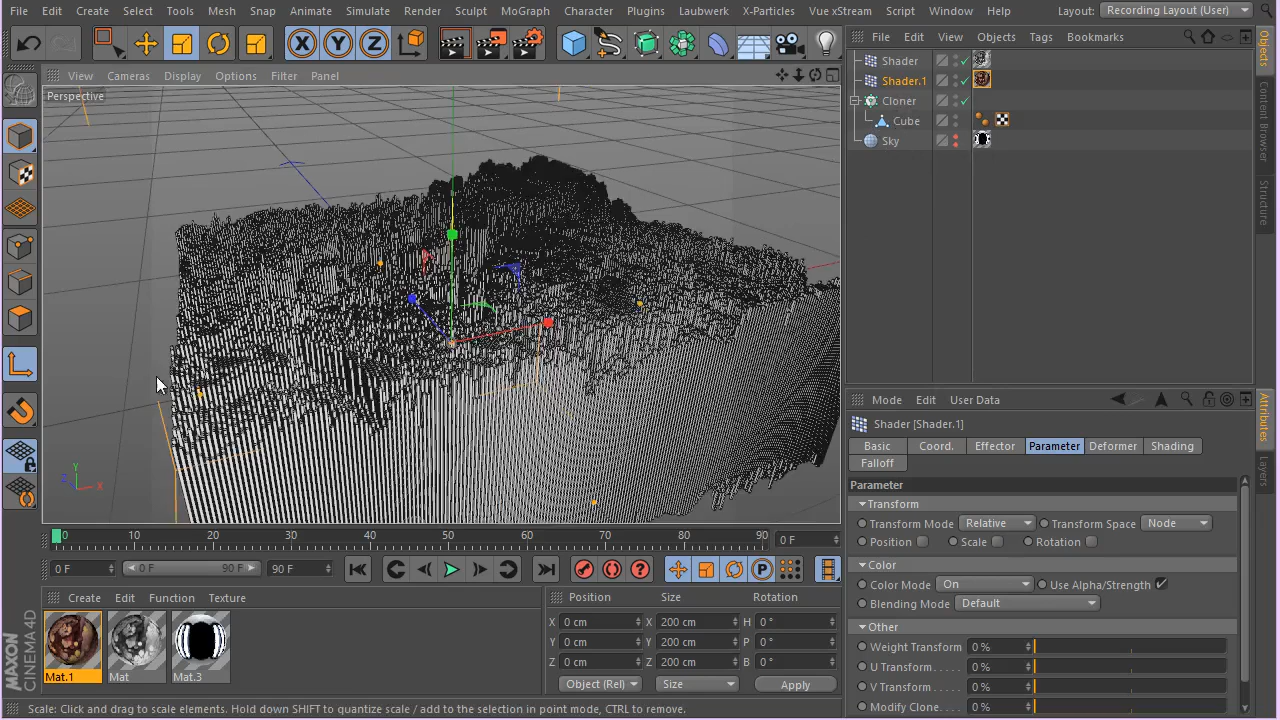 File Edit Create Select Tools Mesh Snap Animate Simulate Render Sculpt MoGraph Character Plugins Laubwerk X-Particles Vue xStream Script Window Help Layout: Recording Layout (User)
X Y Z
File Edit View Objects Tags Bookmarks
View Cameras Display Options Filter Panel
Perspective
Shader
Shader.1
Cloner
Cube
Sky
Objects
Content Browser
Structure
Y
Z X
Mode Edit User Data
Shader [Shader.1]
Basic Coord. Effector Parameter Deformer Shading
Falloff
Parameter
Transform
Transform Mode Relative Transform Space Node
Position Scale Rotation
Color
Color Mode On Use Alpha/Strength
Blending Mode Default
Other
Weight Transform 0 %
U Transform..... 0 %
V Transform..... 0 %
Modify Clone... 0 %
Attributes
Layers
0 10 20 30 40 50 60 70 80 90 0 F
0 F 0 F 90 F 90 F P
Create Edit Function Texture
Mat.1 Mat Mat.3
Position Size Rotation
X 0 cm X 200 cm H 0 °
Y 0 cm Y 200 cm P 0 °
Z 0 cm Z 200 cm B 0 °
Object (Rel) Size Apply
MAXON
CINEMA 4D
Scale: Click and drag to scale elements. Hold down SHIFT to quantize scale / add to the selection in point mode, CTRL to remove.